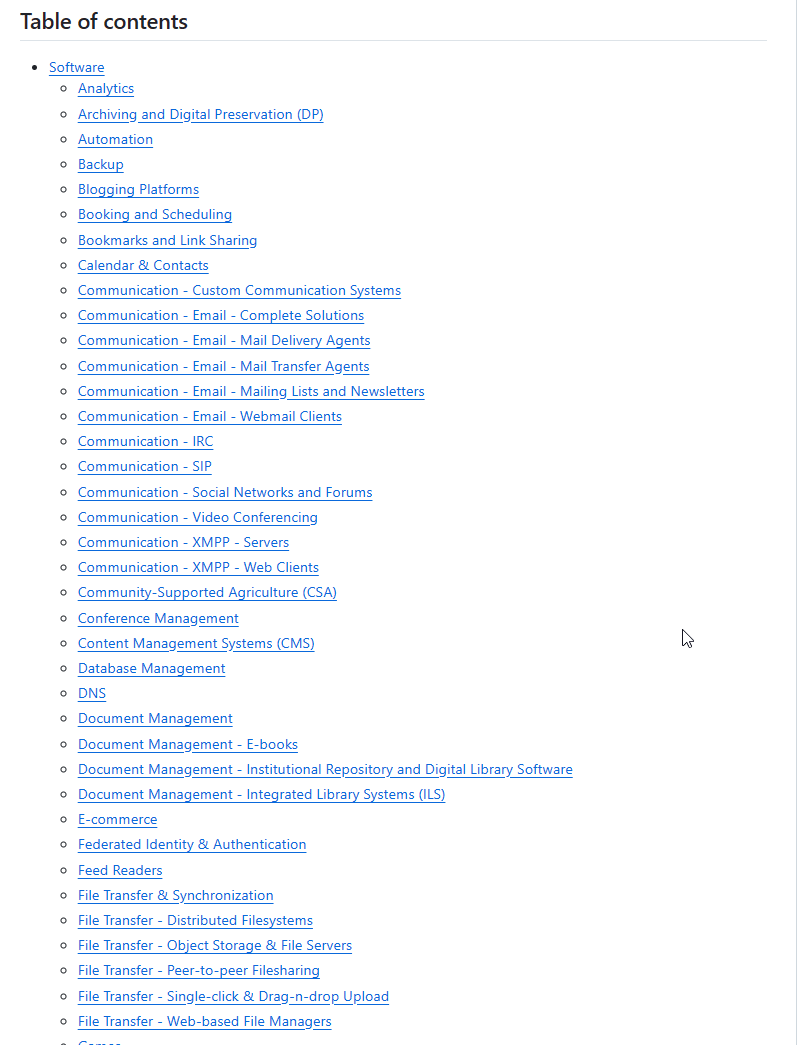 Table of contents
Software
Analytics
Archiving and Digital Preservation (DP)
Automation
Backup
Blogging Platforms
Booking and Scheduling
Bookmarks and Link Sharing
Calendar & Contacts
Communication - Custom Communication Systems
Communication - Email - Complete Solutions
Communication - Email - Mail Delivery Agents
Communication - Email - Mail Transfer Agents
Communication - Email - Mailing Lists and Newsletters
Communication - Email - Webmail Clients
Communication - IRC
Communication - SIP
Communication - Social Networks and Forums
Communication - Video Conferencing
Communication - XMPP - Servers
Communication - XMPP - Web Clients
Community-Supported Agriculture (CSA)
Conference Management
Content Management Systems (CMS)
Database Management
DNS
Document Management
Document Management - E-books
Document Management - Institutional Repository and Digital Library Software
Document Management - Integrated Library Systems (ILS)
E-commerce
Federated Identity & Authentication
Feed Readers
File Transfer & Synchronization
File Transfer - Distributed Filesystems
File Transfer - Object Storage & File Servers
File Transfer - Peer-to-peer Filesharing
File Transfer - Single-click & Drag-n-drop Upload
File Transfer - Web-based File Managers